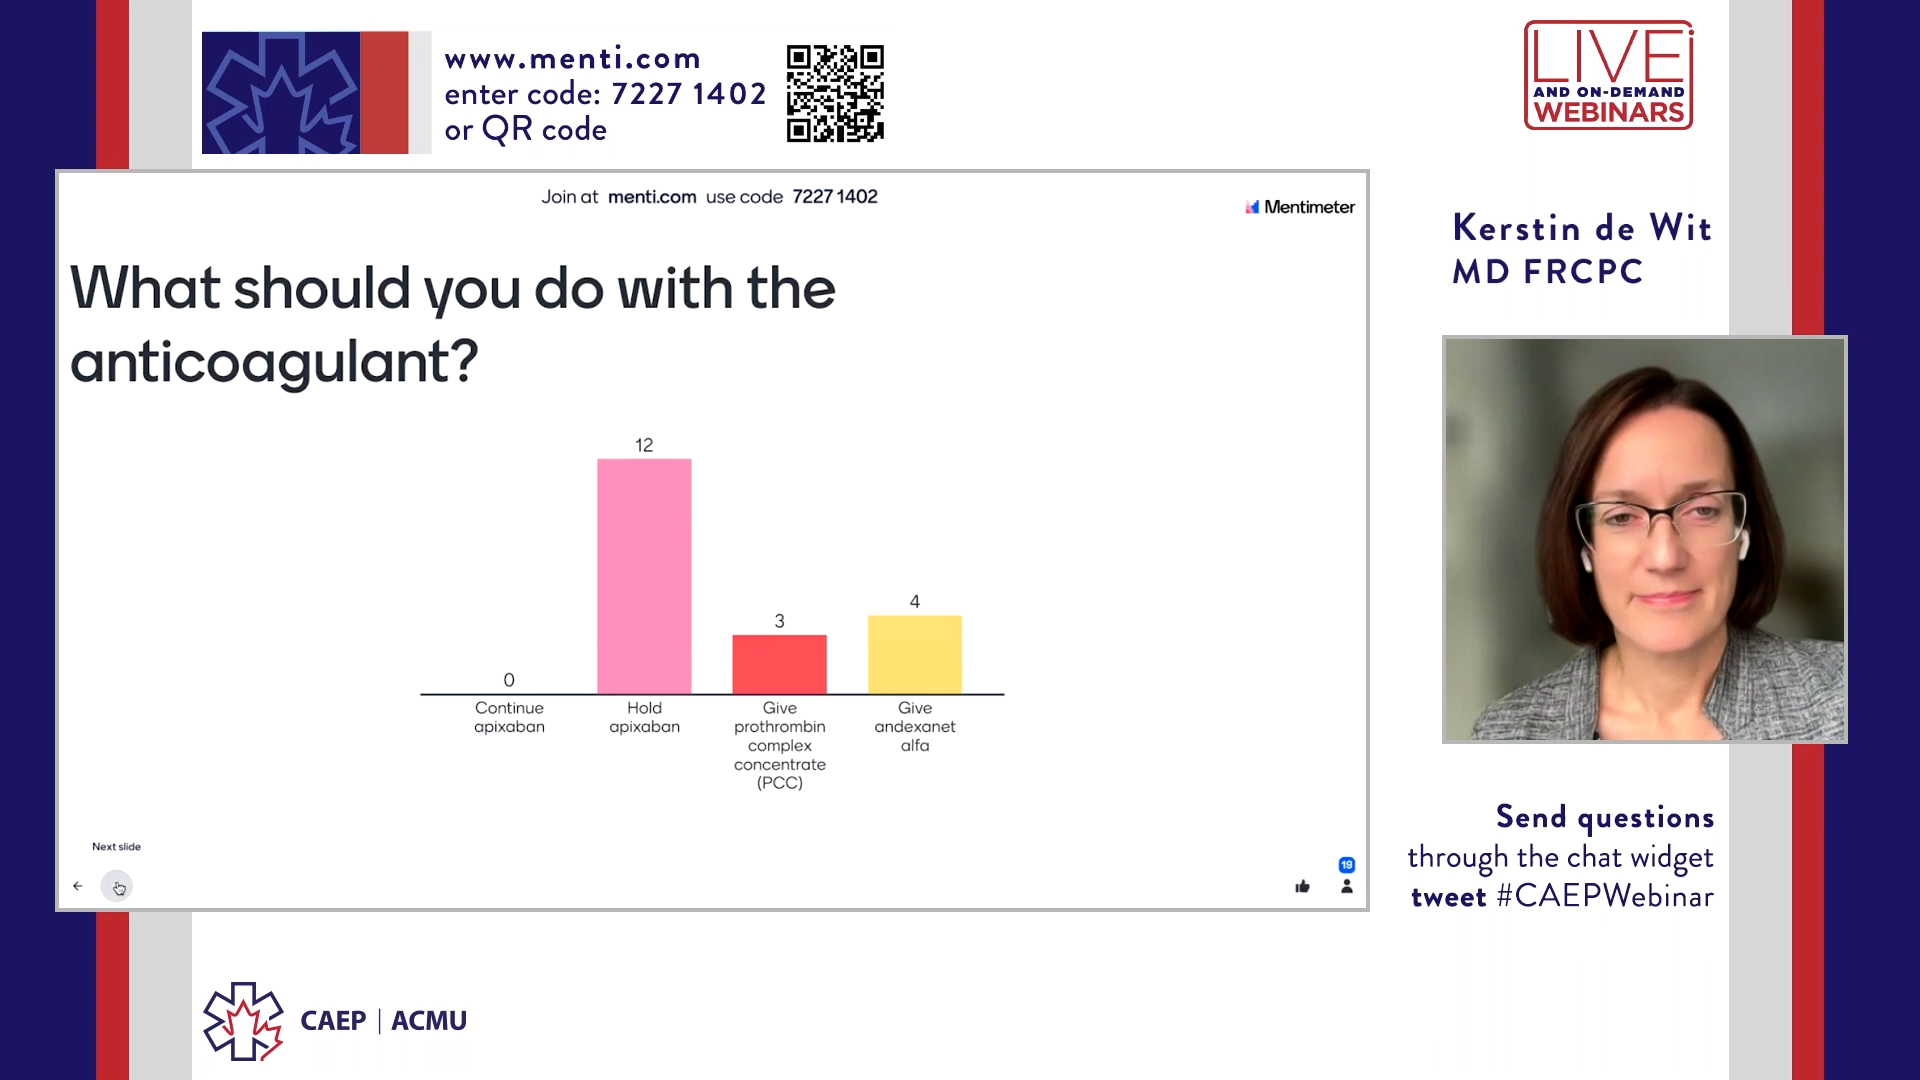 www.menti.com
enter code: 7227 1402
or QR code
LIVE
AND ON-DEMAND
WEBINARS
Join at menti.com use code 7227 1402
Mentimeter
What should you do with the
anticoagulant?
12
3
4
0
Continue
apixaban
Hold
apixaban
Give
prothrombin
complex
concentrate
(PCC)
Give
andexanet
alfa
Next slide
19
Kerstin de Wit
MD FRCPC
Send questions
through the chat widget
tweet #CAEPWebinar
CAEP | ACMU